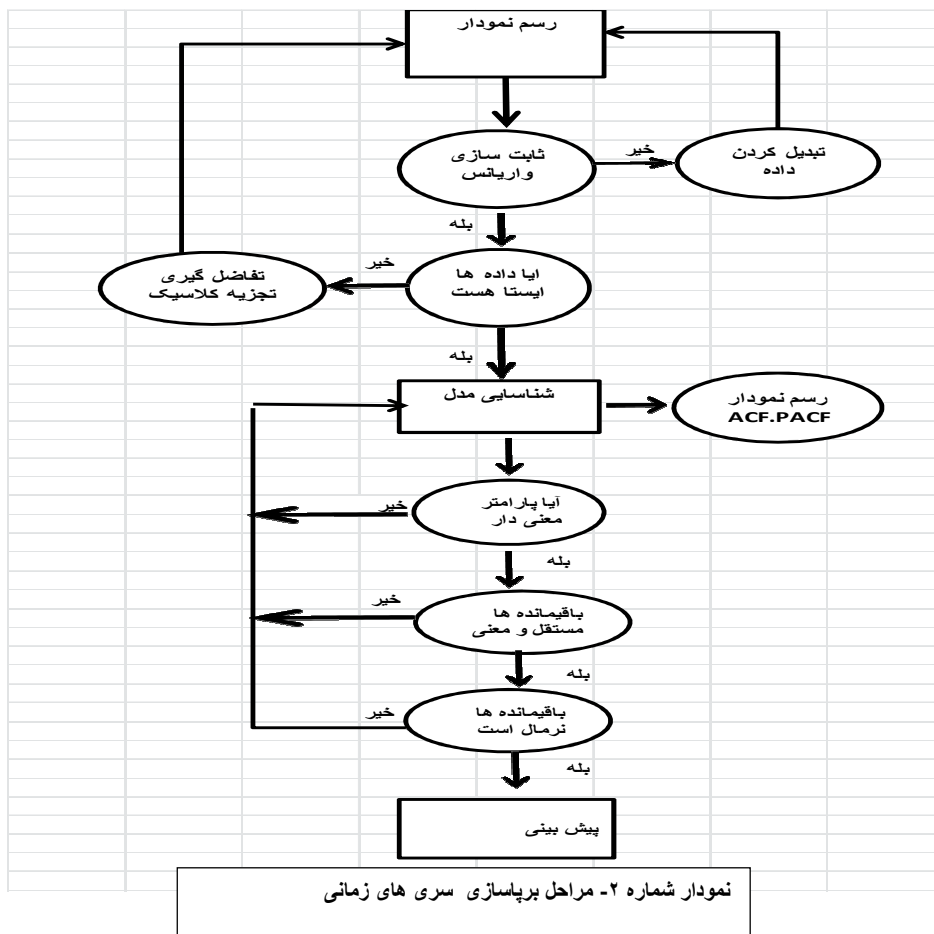 رسم نمودار
ثابت سازی
واریانس
خیر
تبدیل کردن
داده
بله
ایا داده ها
ایستا هست
خیر
تفاضل گیری
تجزیه کلاسیک
بله
شناسایی مدل
رسم نمودار
ACF.PACF
آیا پارامتر
معنی دار
خیر
بله
باقیمانده ها
مستقل و معنی
خیر
بله
باقیمانده ها
نرمال است
خیر
بله
پیش بینی
نمودار شماره ۲- مراحل برپاسازی سری های زمانی